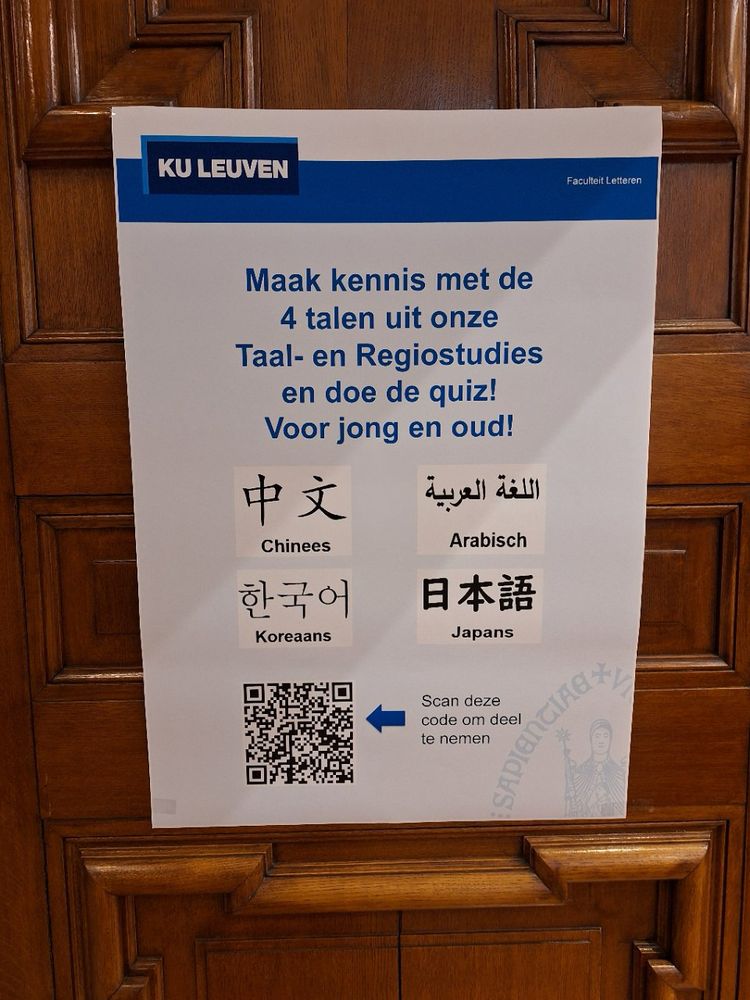 KU LEUVEN
Faculteit Letteren
Maak kennis met de
4 talen uit onze
Taal- en Regiostudies
en doe de quiz!
Voor jong en oud!
中文
Chinees
اللغة العربية
Arabisch
한국어
Koreaans
日本語
Japans
Scan deze
code om deel
te nemen
SAPIENTIAE